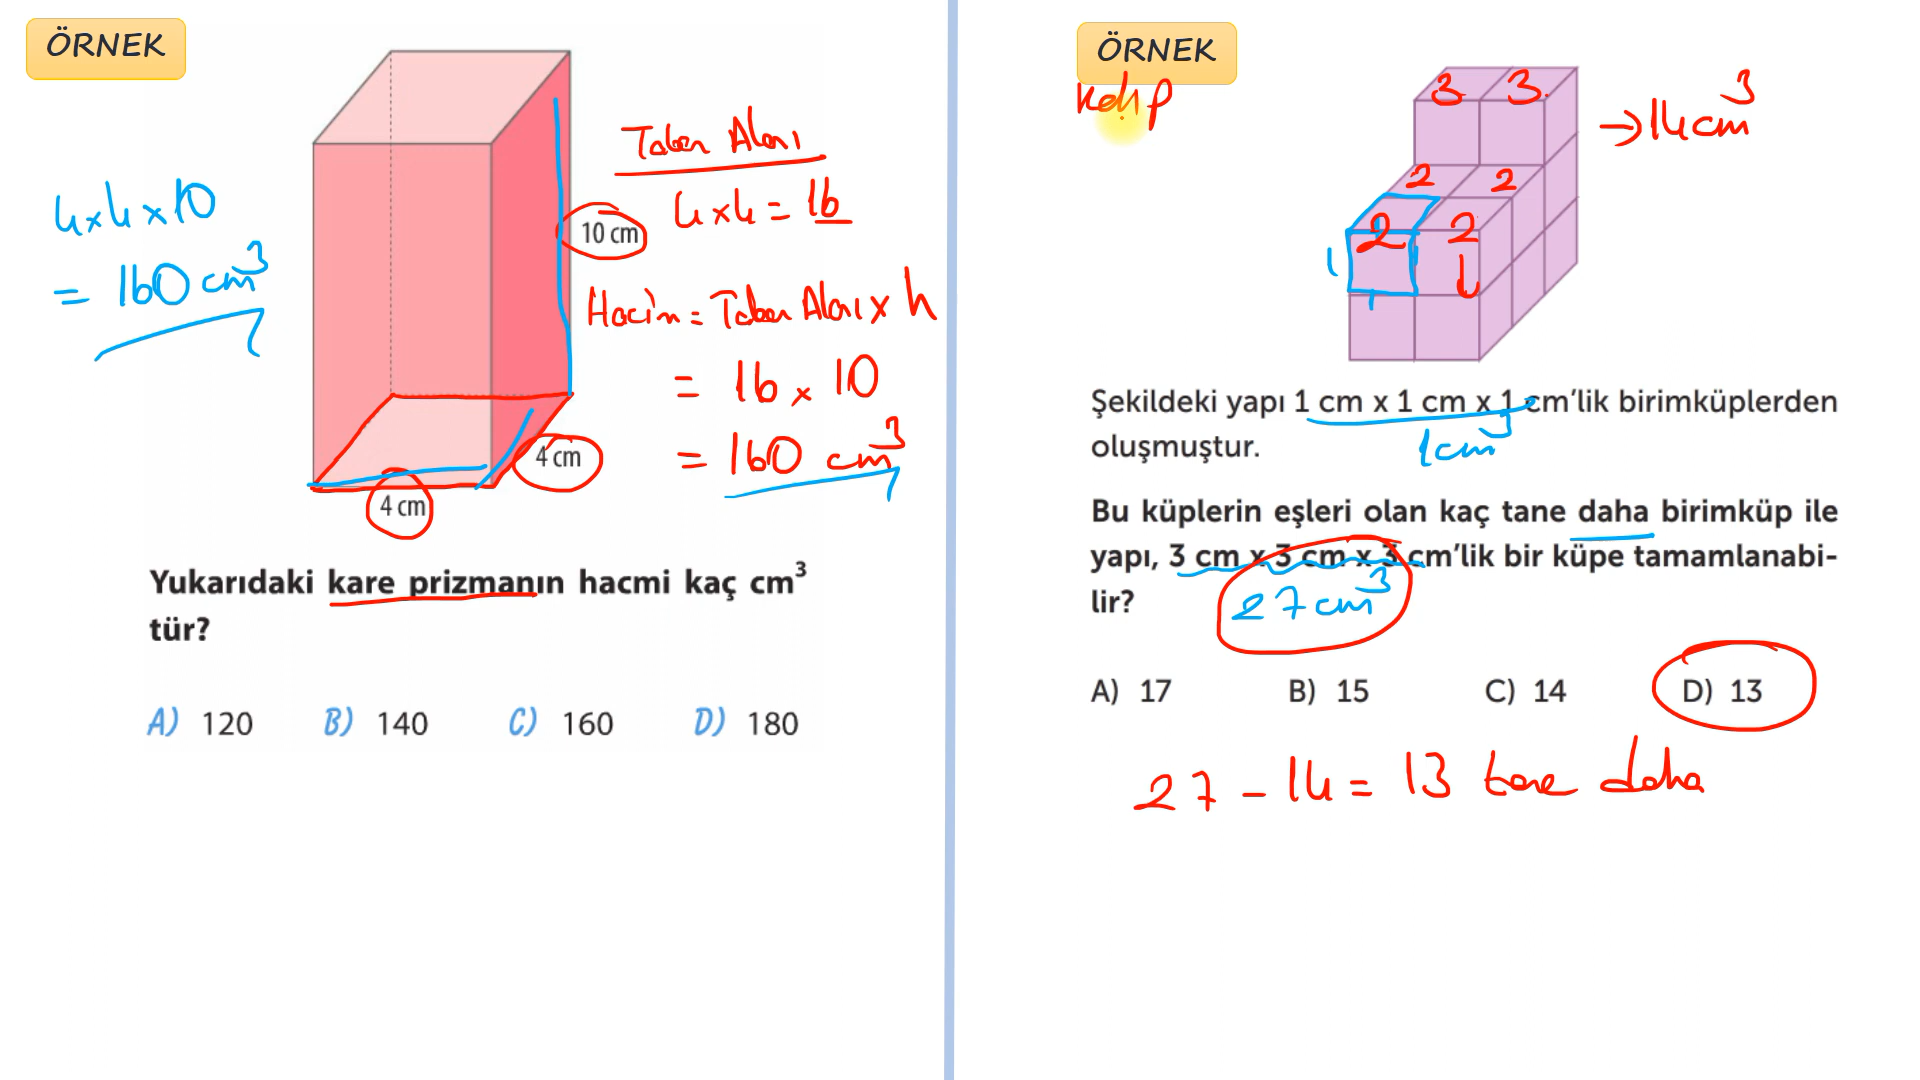 ÖRNEK
4x4x10
= 160 cm³
10 cm
4 cm
4 cm
Taban Alanı
4x4 = 16
Hacim = Taban Alanı x h
= 16 x 10
= 160 cm³
Yukarıdaki kare prizmanın hacmi kaç cm³
tür?
A) 120 B) 140 C) 160 D) 180
ÖRNEK
3 3
→ 14 cm³
2 2
2 2
1
1
Şekildeki yapı 1 cm x 1 cm x 1 cm’lik birimküplerden
oluşmuştur.
1cm³
Bu küplerin eşleri olan kaç tane daha birimküp ile
yapı, 3 cm x 3 cm x 3 cm’lik bir küpe tamamlanabi-
lir?
27 cm³
A) 17 B) 15 C) 14 D) 13
27 - 14 = 13 tane daha